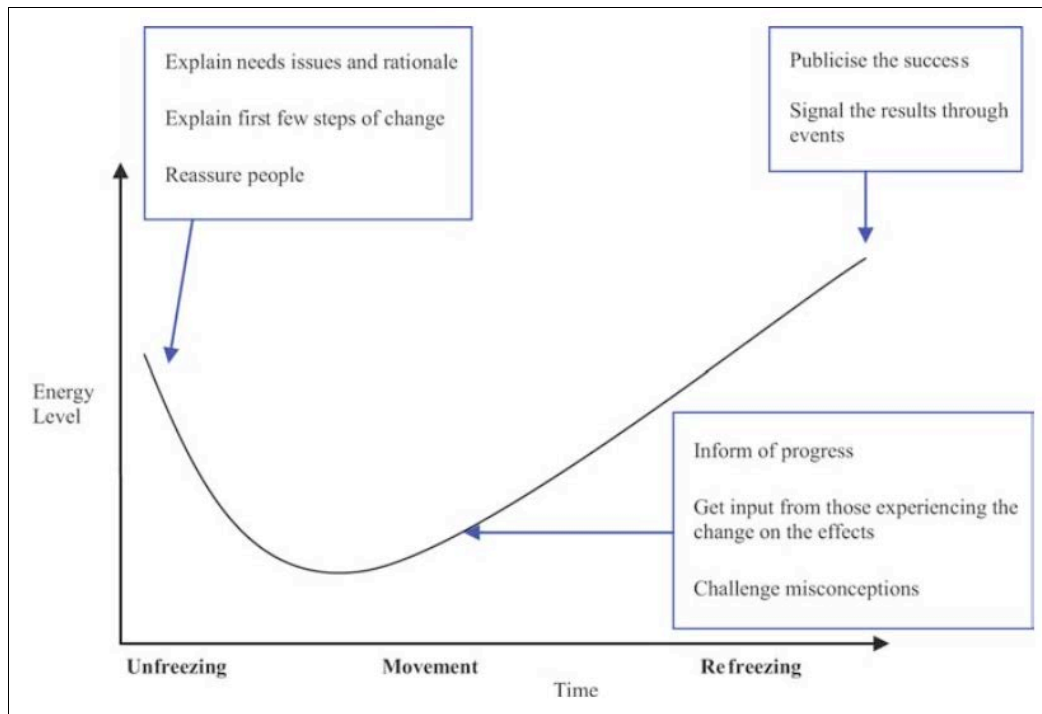 Explain needs issues and rationale
Explain first few steps of change
Reassure people
Publicise the success
Signal the results through
events
Energy
Level
Inform of progress
Get input from those experiencing the
change on the effects
Challenge misconceptions
Unfreezing
Movement
Refreezing
Time